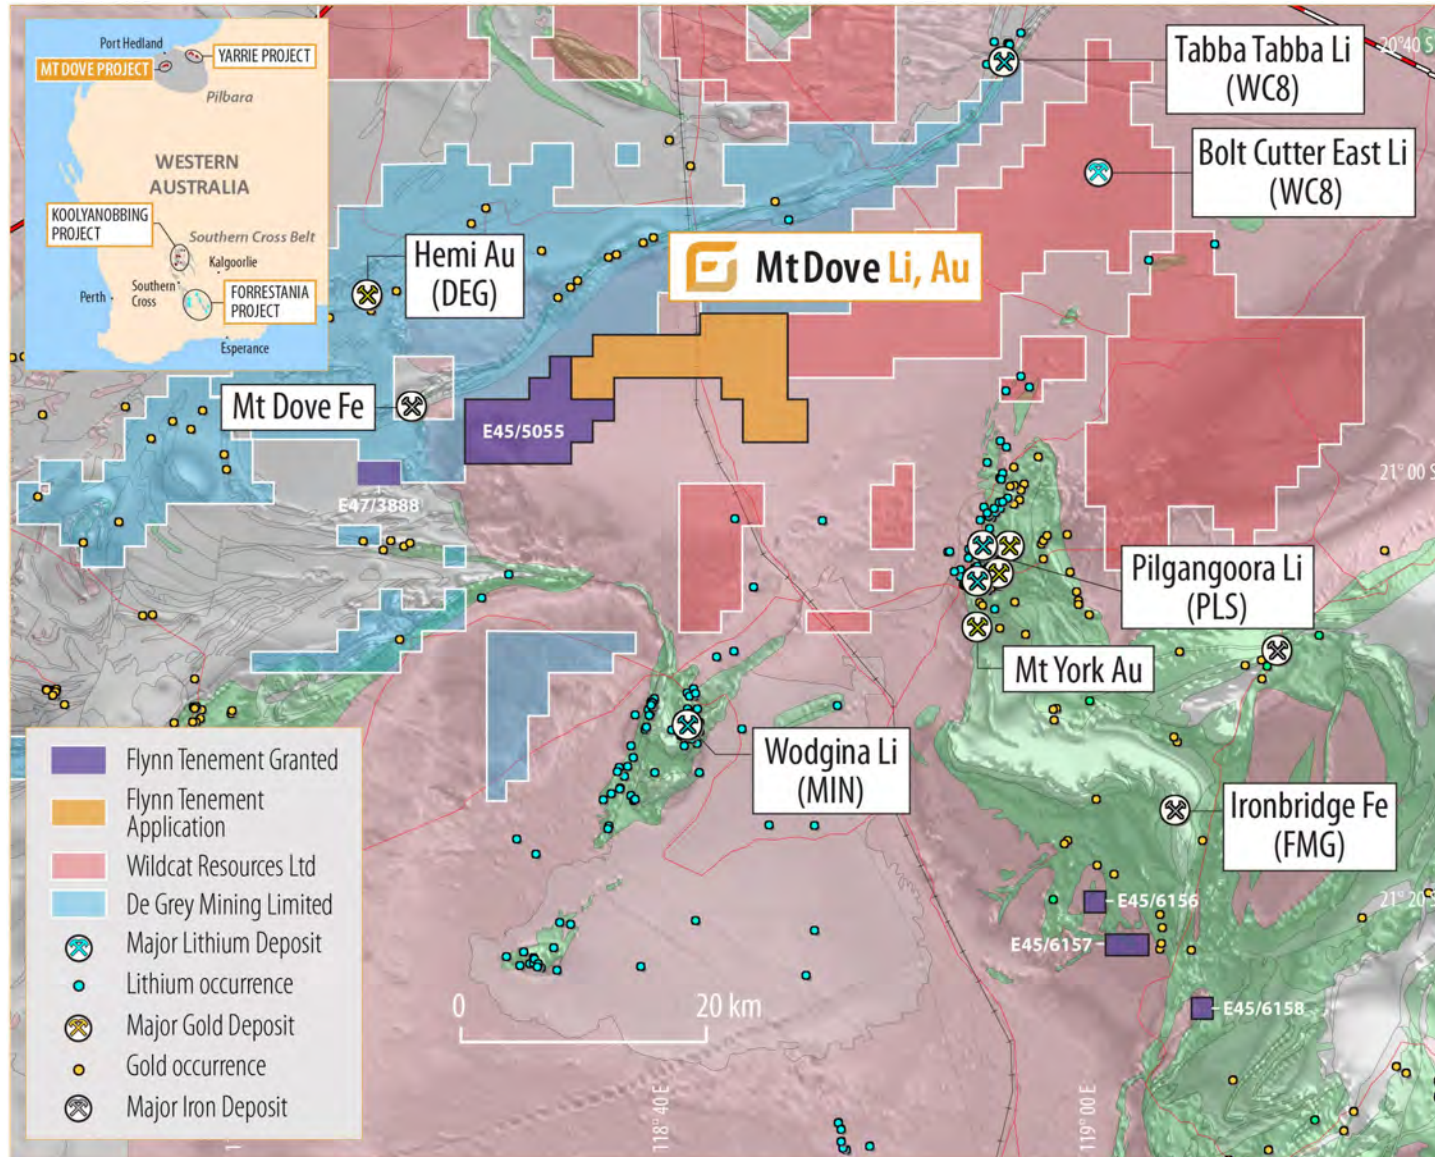 Port Hedland
YARRIE PROJECT
MT DOVE PROJECT
Pilbara
WESTERN
AUSTRALIA
KOOLYANOBBING
PROJECT
Southern Cross Belt
Kalgoorlie
Southern
Cross
Perth
FORRESTANIA
PROJECT
Esperance
Tabba Tabba Li
(WC8)
20°40 S
Bolt Cutter East Li
(WC8)
Hemi Au
(DEG)
Mt Dove Li, Au
Mt Dove Fe
E45/5055
E47/3888
21° 00 S
Pilgangoora Li
(PLS)
Mt York Au
Wodgina Li
(MIN)
Ironbridge Fe
(FMG)
E45/6156
21° 20 S
E45/6157
E45/6158
Flynn Tenement Granted
Flynn Tenement
Application
Wildcat Resources Ltd
De Grey Mining Limited
Major Lithium Deposit
Lithium occurrence
Major Gold Deposit
Gold occurrence
Major Iron Deposit
0 20 km
118° 40 E
119° 00 E